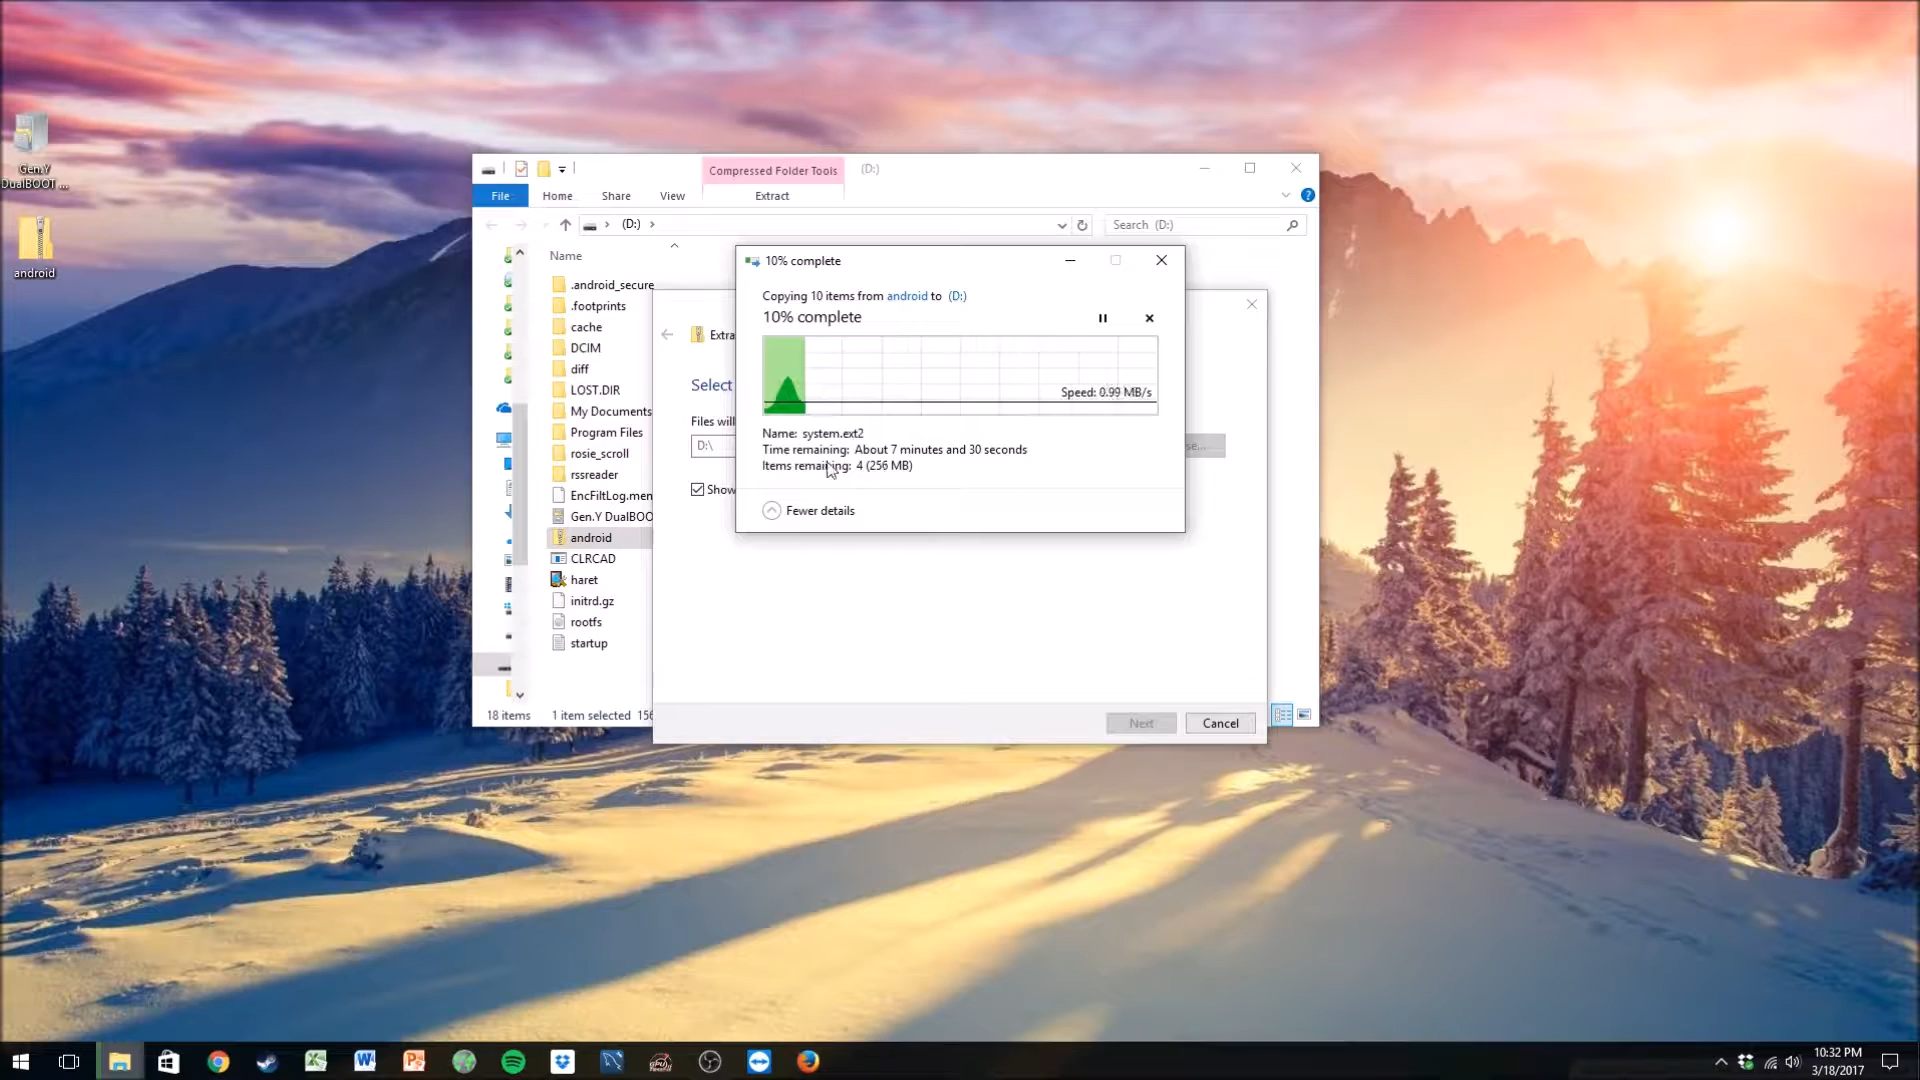 Gen.Y
DualBOOT ...
android
Compressed Folder Tools
(D:)
File
Home
Share
View
Extract
(D:)
Search (D:)
Name
.android_secure
.footprints
cache
DCIM
diff
LOST.DIR
My Documents
Program Files
rosie_scroll
rssreader
EncFiltLog.men
Gen.Y DualBOO
android
CLRCAD
haret
initrd.gz
rootfs
startup
18 items
1 item selected
156
Extra
Select
Files will
D:\
Show
se...
Next
Cancel
10% complete
Copying 10 items from android to (D:)
10% complete
Speed: 0.99 MB/s
Name: system.ext2
Time remaining: About 7 minutes and 30 seconds
Items remaining: 4 (256 MB)
Fewer details
10:32 PM
3/18/2017